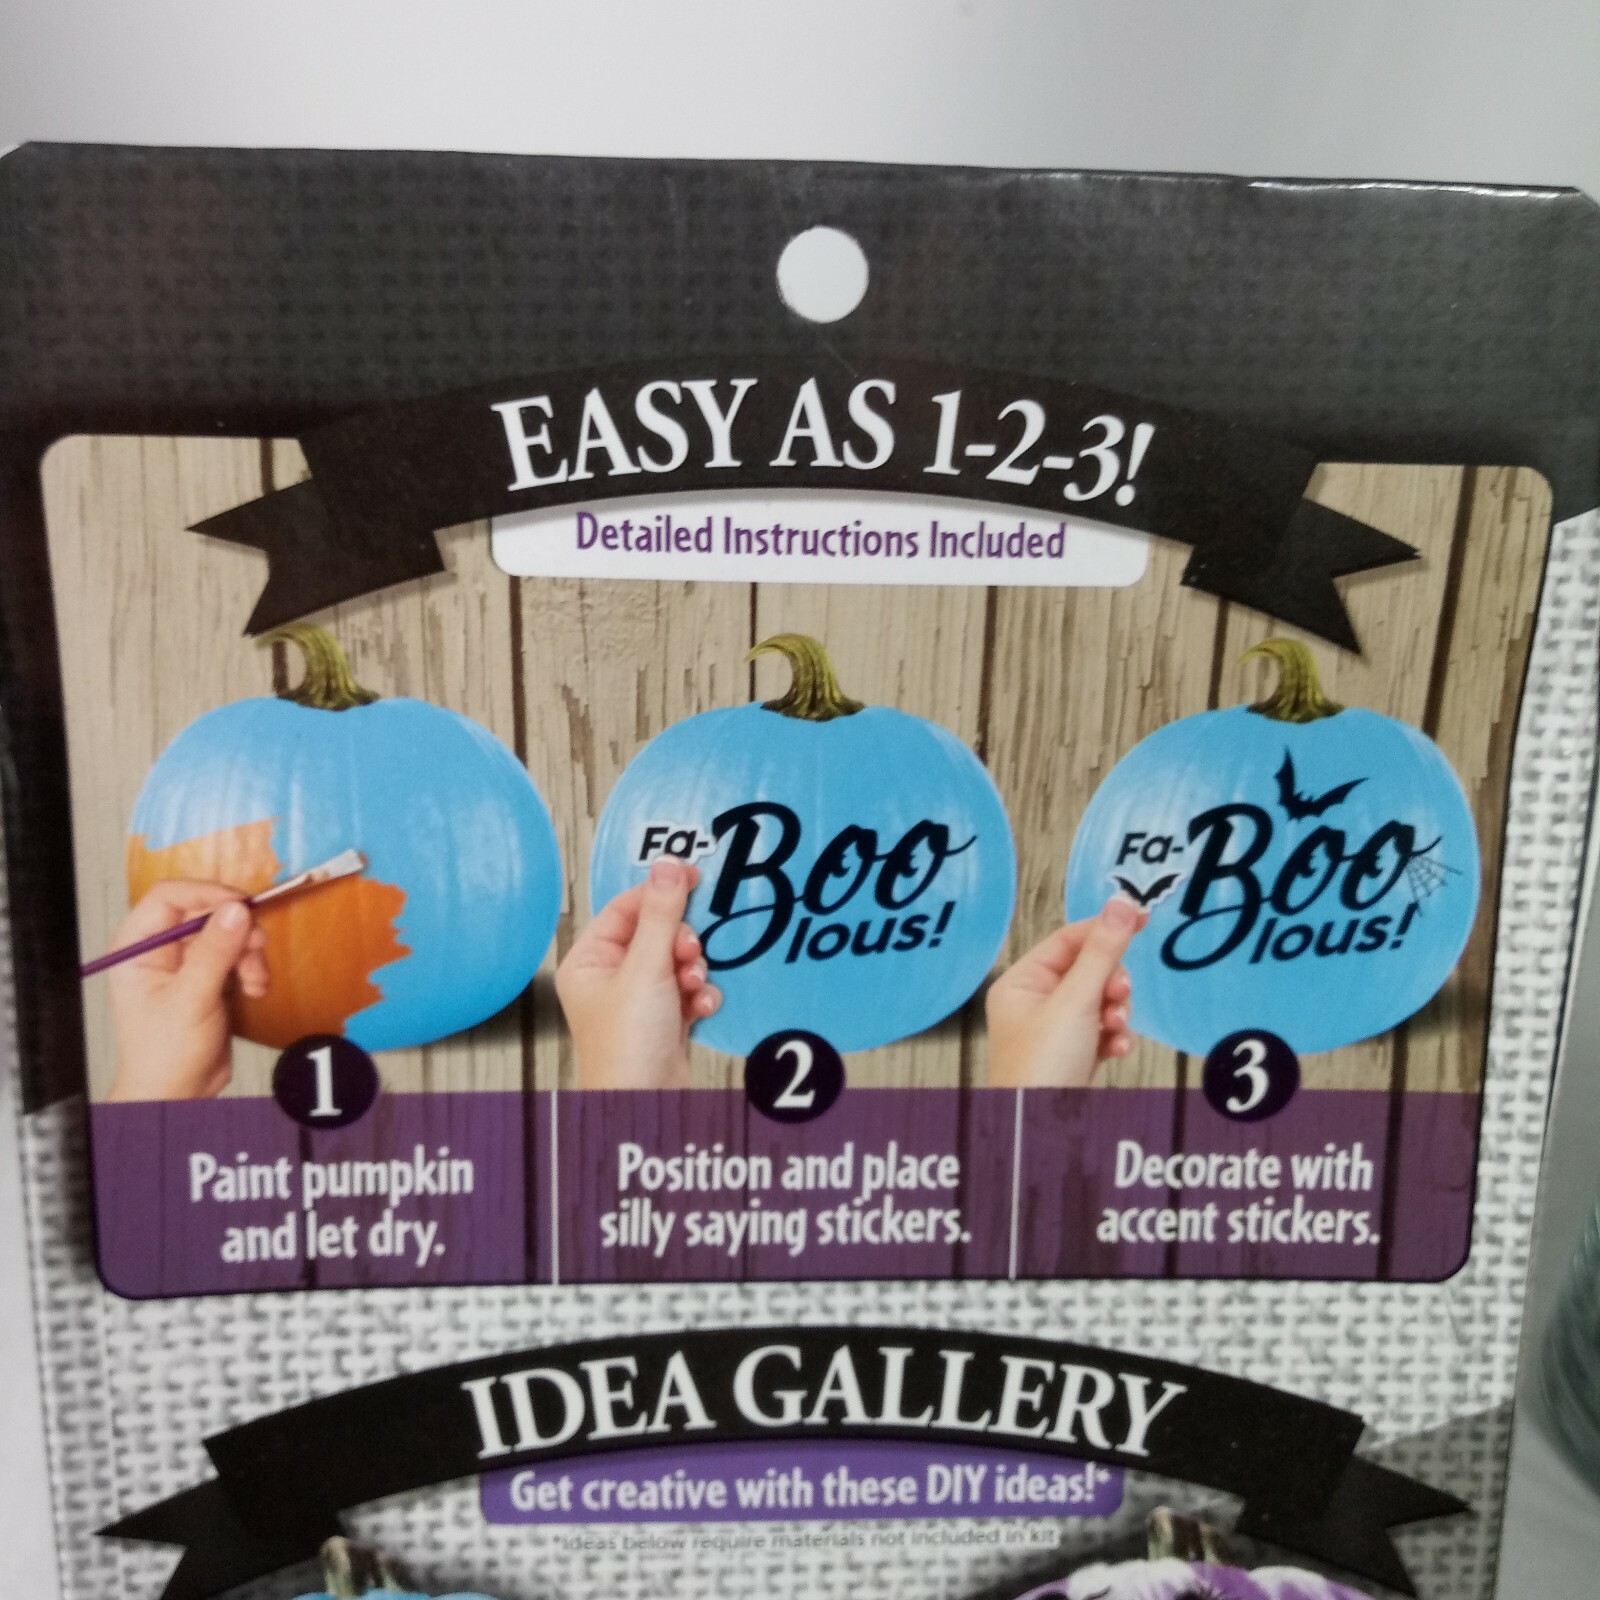 EASY AS 1-2-3!
Detailed Instructions Included
Fa-
Boo
lous!
Fa-
Boo
lous!
1
Paint pumpkin
and let dry.
2
Position and place
silly saying stickers.
3
Decorate with
accent stickers.
IDEA GALLERY
Get creative with these DIY ideas!*
*Ideas below require materials not included in kit